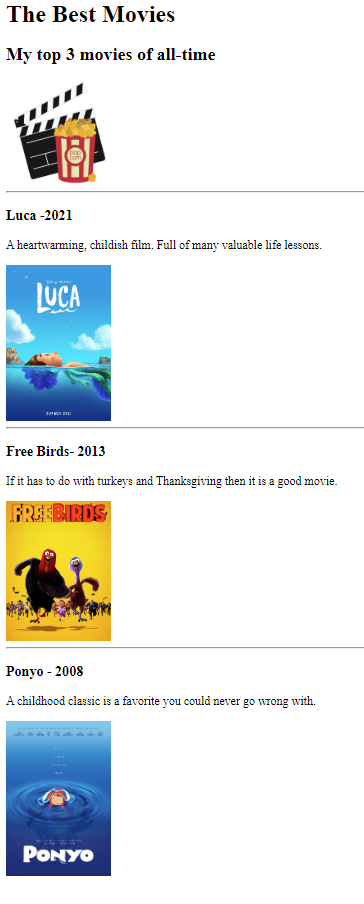 The Best Movies
My top 3 movies of all-time
pop
corn
Luca -2021
A heartwarming, childish film. Full of many valuable life lessons.
Disney PIXAR
LUCA
SUMMER 2021
Free Birds- 2013
If it has to do with turkeys and Thanksgiving then it is a good movie.
FREE BIRDS
Ponyo - 2008
A childhood classic is a favorite you could never go wrong with.
PONYO